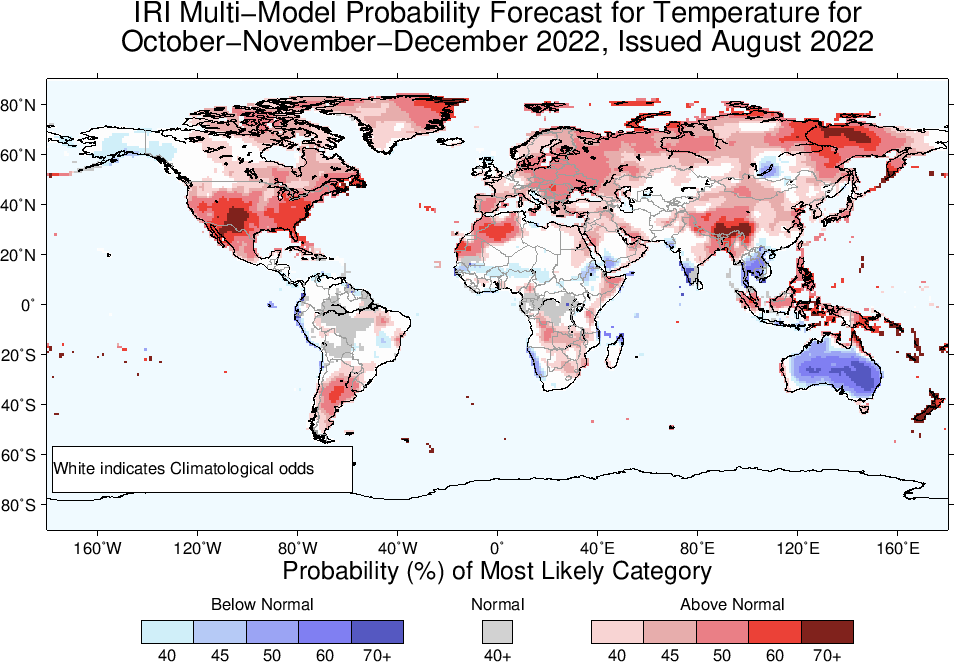 IRI Multi−Model Probability Forecast for Temperature for
October−November−December 2022, Issued August 2022
80˚N
60˚N
40˚N
20˚N
0˚
20˚S
40˚S
60˚S
80˚S
White indicates Climatological odds
160˚W 120˚W 80˚W 40˚W 0˚ 40˚E 80˚E 120˚E 160˚E
Probability (%) of Most Likely Category
Below Normal Normal Above Normal
40 45 50 60 70+ 40+ 40 45 50 60 70+